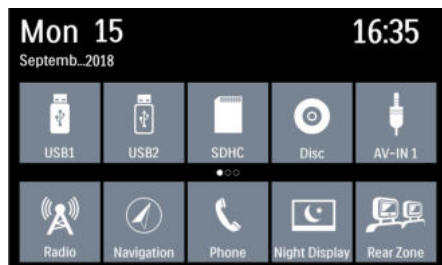 Mon 15 16:35
Septemb...2018
USB1 USB2 SDHC Disc AV-IN 1
Radio Navigation Phone Night Display Rear Zone